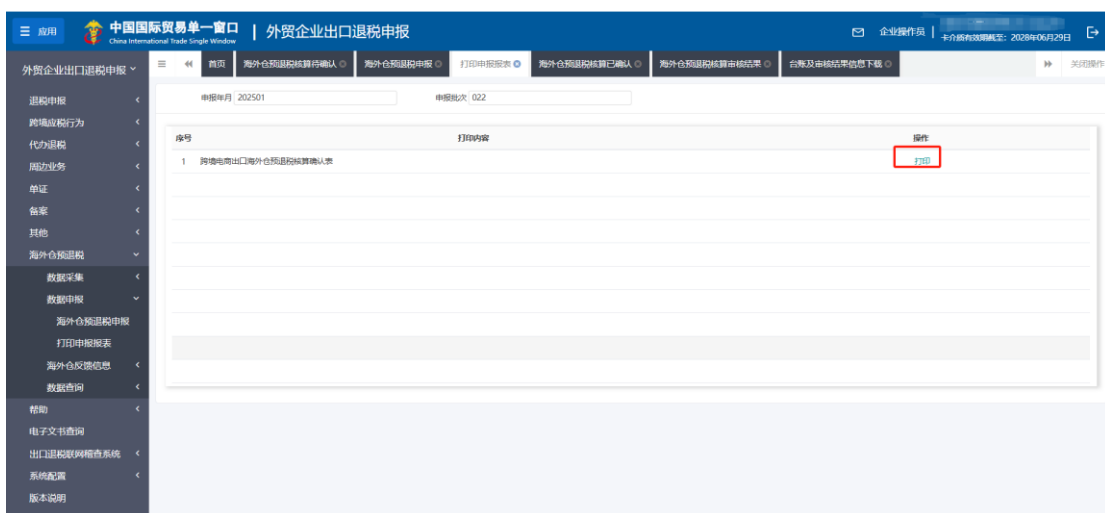 应用 中国国际贸易单一窗口 | 外贸企业出口退税申报 企业操作员
China International Trade Single Window 卡介质有效期截至：2028年06月29日
外贸企业出口退税申报 首页 海外仓预退税核算待确认 海外仓预退税申报 打印申报报表 海外仓预退税核算已确认 海外仓预退税核算审核结果 台账及审核结果信息下载 关闭操作
申报年月 202501 申报批次 022
退税申报
跨境应税行为
代办退税
周边业务
单证
备案
其他
海外仓预退税
数据采集
数据申报
海外仓预退税申报
打印申报报表
海外仓反馈信息
数据查询
帮助
电子文书查询
出口退税联网稽查系统
系统配置
版本说明
序号 打印内容 操作
1 跨境电商出口海外仓预退税核算确认表 打印